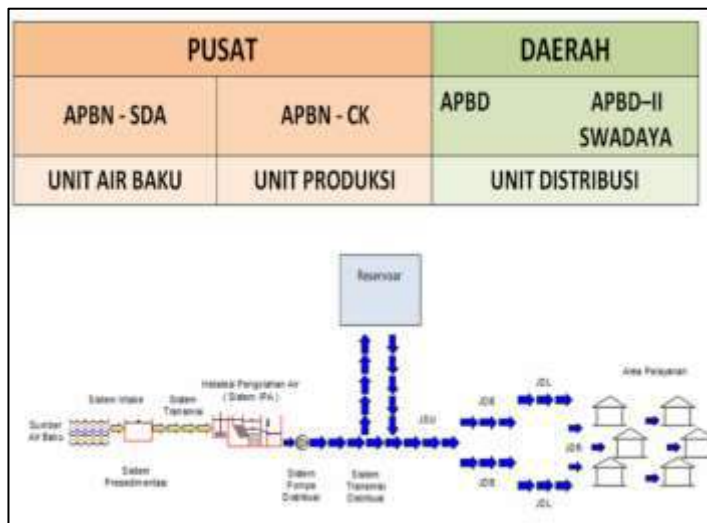 PUSAT
DAERAH
APBN - SDA
APBN - CK
APBD
APBD–II
SWADAYA
UNIT AIR BAKU
UNIT PRODUKSI
UNIT DISTRIBUSI
Reservoar
Sumber
Air Baku
Sistem Intake
Sistem
Prasedimentasi
Sistem
Transmisi
Instalasi Pengolahan Air
( Sistem IPA )
Sistem
Pompa
Distribusi
Sistem
Transmisi
Distribusi
JDU
JDB
JDL
JDB
JDL
Area Pelayanan